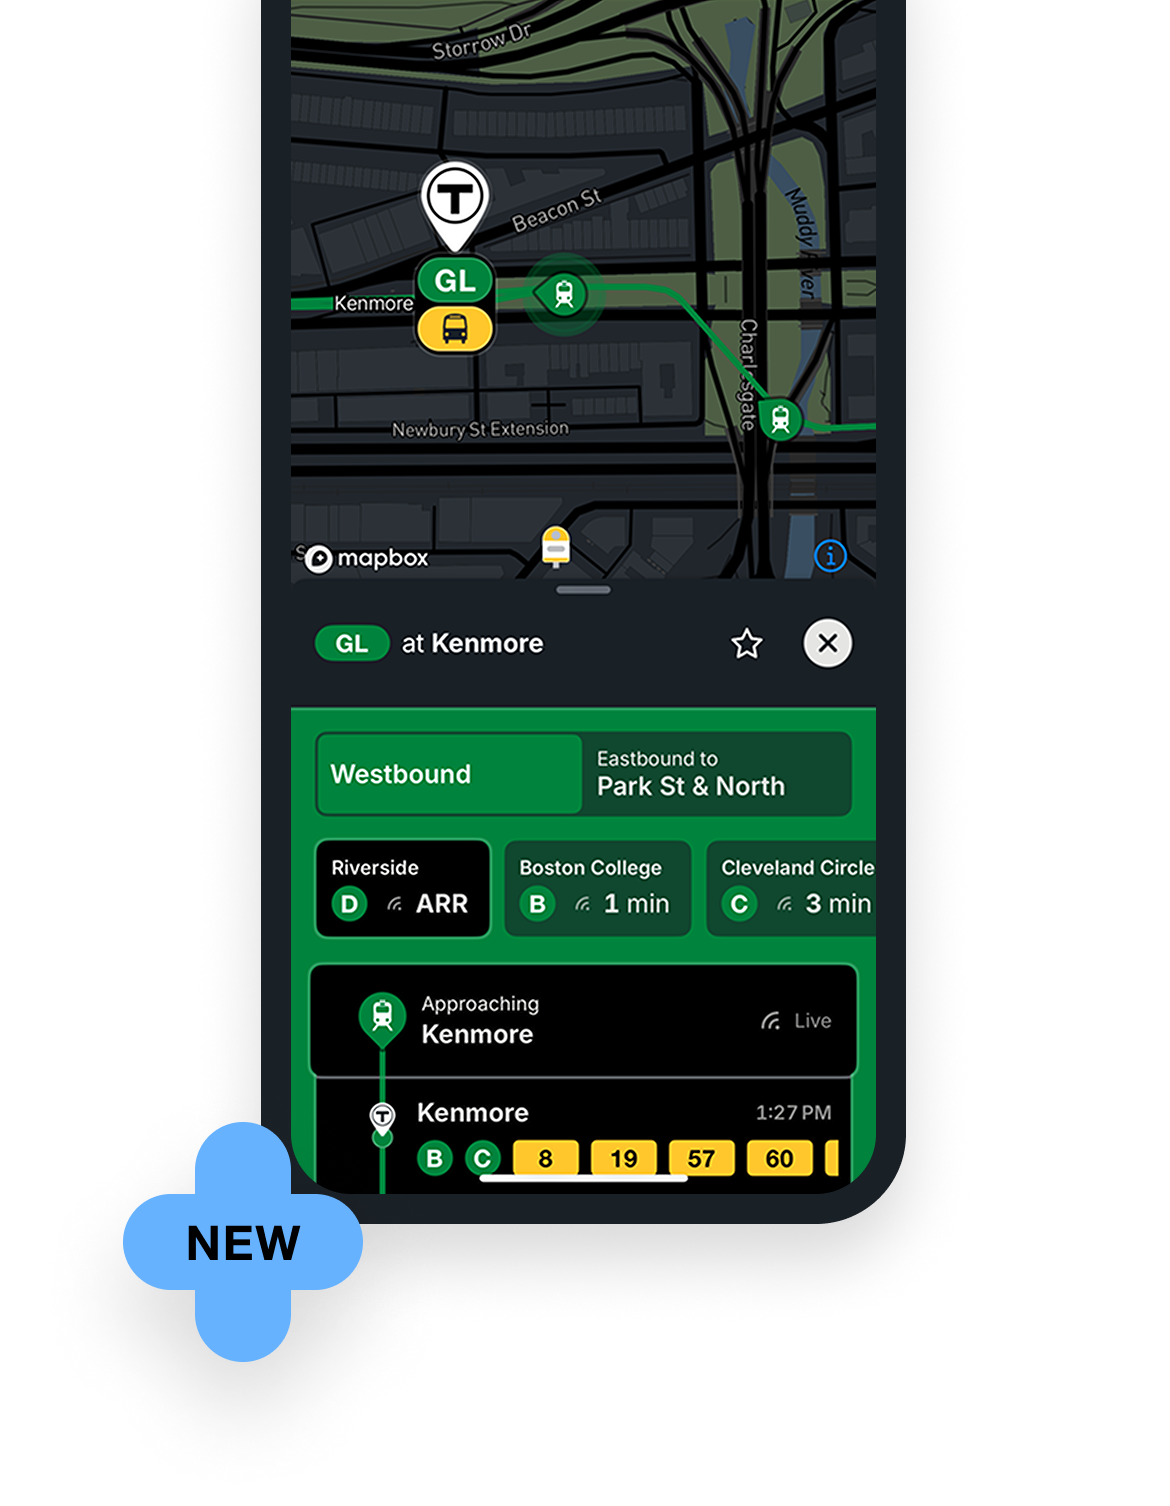 Storrow Dr
T
Beacon St
Muddy River
GL
Kenmore
Charlesgate
Newbury St Extension
mapbox
i
GL at Kenmore
Westbound
Eastbound to
Park St & North
Riverside
D ARR
Boston College
B 1 min
Cleveland Circle
C 3 min
Approaching
Kenmore
Live
T
Kenmore
1:27 PM
B C 8 19 57 60
NEW